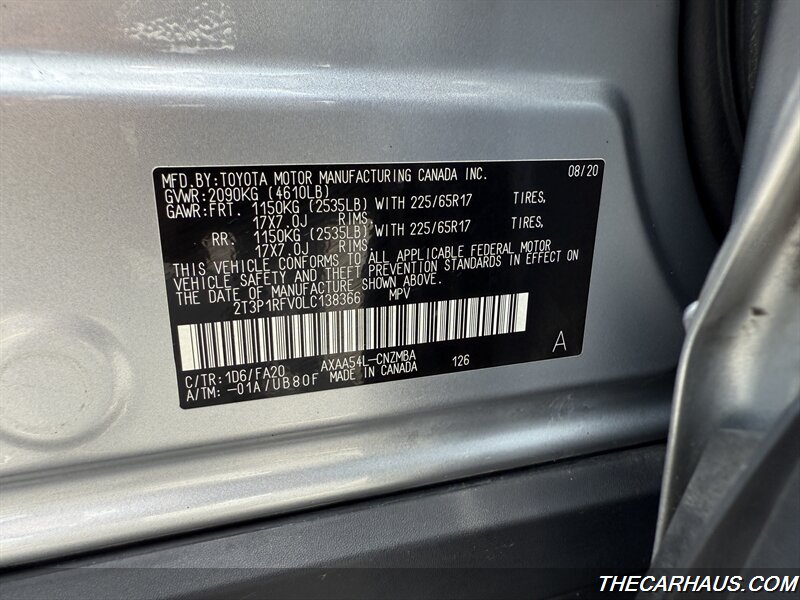 MFD.BY:TOYOTA MOTOR MANUFACTURING CANADA INC. 08/20
GVWR:2090KG (4610LB)
GAWR:FRT. 1150KG (2535LB) WITH 225/65R17 TIRES,
17X7.0J RIMS,
RR. 1150KG (2535LB) WITH 225/65R17 TIRES,
17X7.0J RIMS.
THIS VEHICLE CONFORMS TO ALL APPLICABLE FEDERAL MOTOR
VEHICLE SAFETY AND THEFT PREVENTION STANDARDS IN EFFECT ON
THE DATE OF MANUFACTURE SHOWN ABOVE.
2T3P1RFV0LC138366 MPV
A
C/TR:1D6/FA20 AXAA54L-CNZMBA 126
A/TM:-01A/UB80F MADE IN CANADA
THECARHAUS.COM